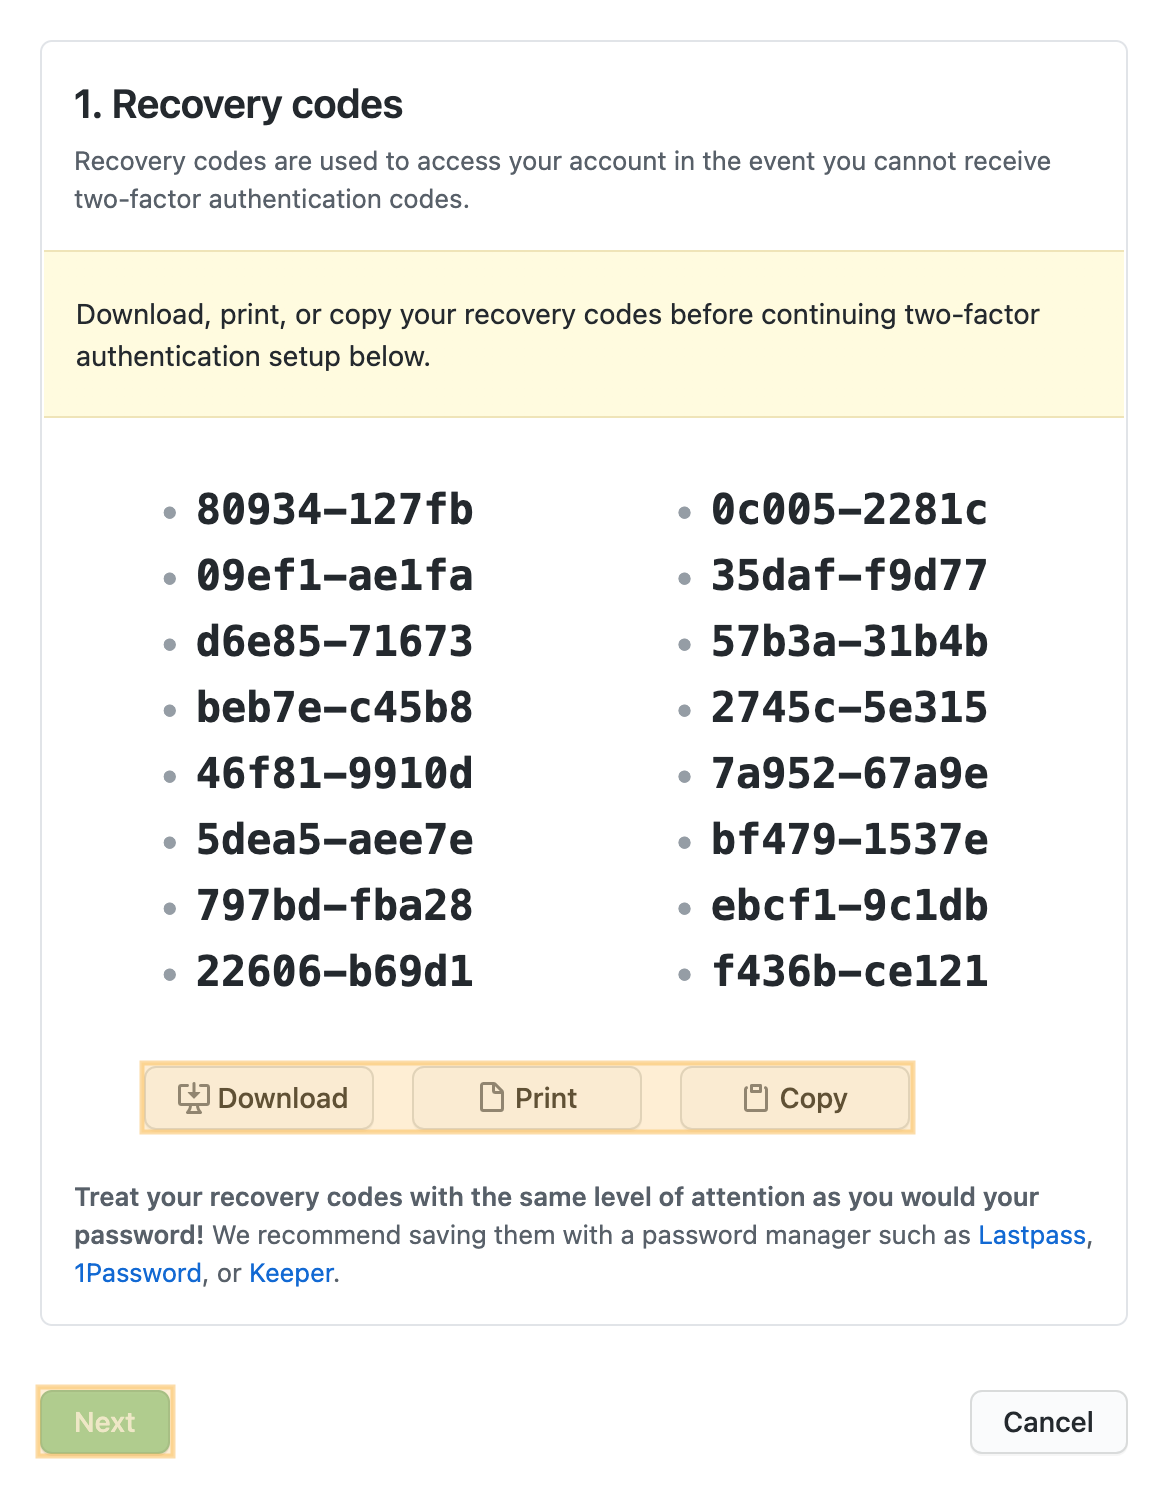 1. Recovery codes
Recovery codes are used to access your account in the event you cannot receive
two-factor authentication codes.
Download, print, or copy your recovery codes before continuing two-factor
authentication setup below.
80934-127fb
0c005-2281c
09ef1-ae1fa
35daf-f9d77
d6e85-71673
57b3a-31b4b
beb7e-c45b8
2745c-5e315
46f81-9910d
7a952-67a9e
5dea5-aee7e
bf479-1537e
797bd-fba28
ebcf1-9c1db
22606-b69d1
f436b-ce121
Download Print Copy
Treat your recovery codes with the same level of attention as you would your
password! We recommend saving them with a password manager such as Lastpass,
1Password, or Keeper.
Next Cancel